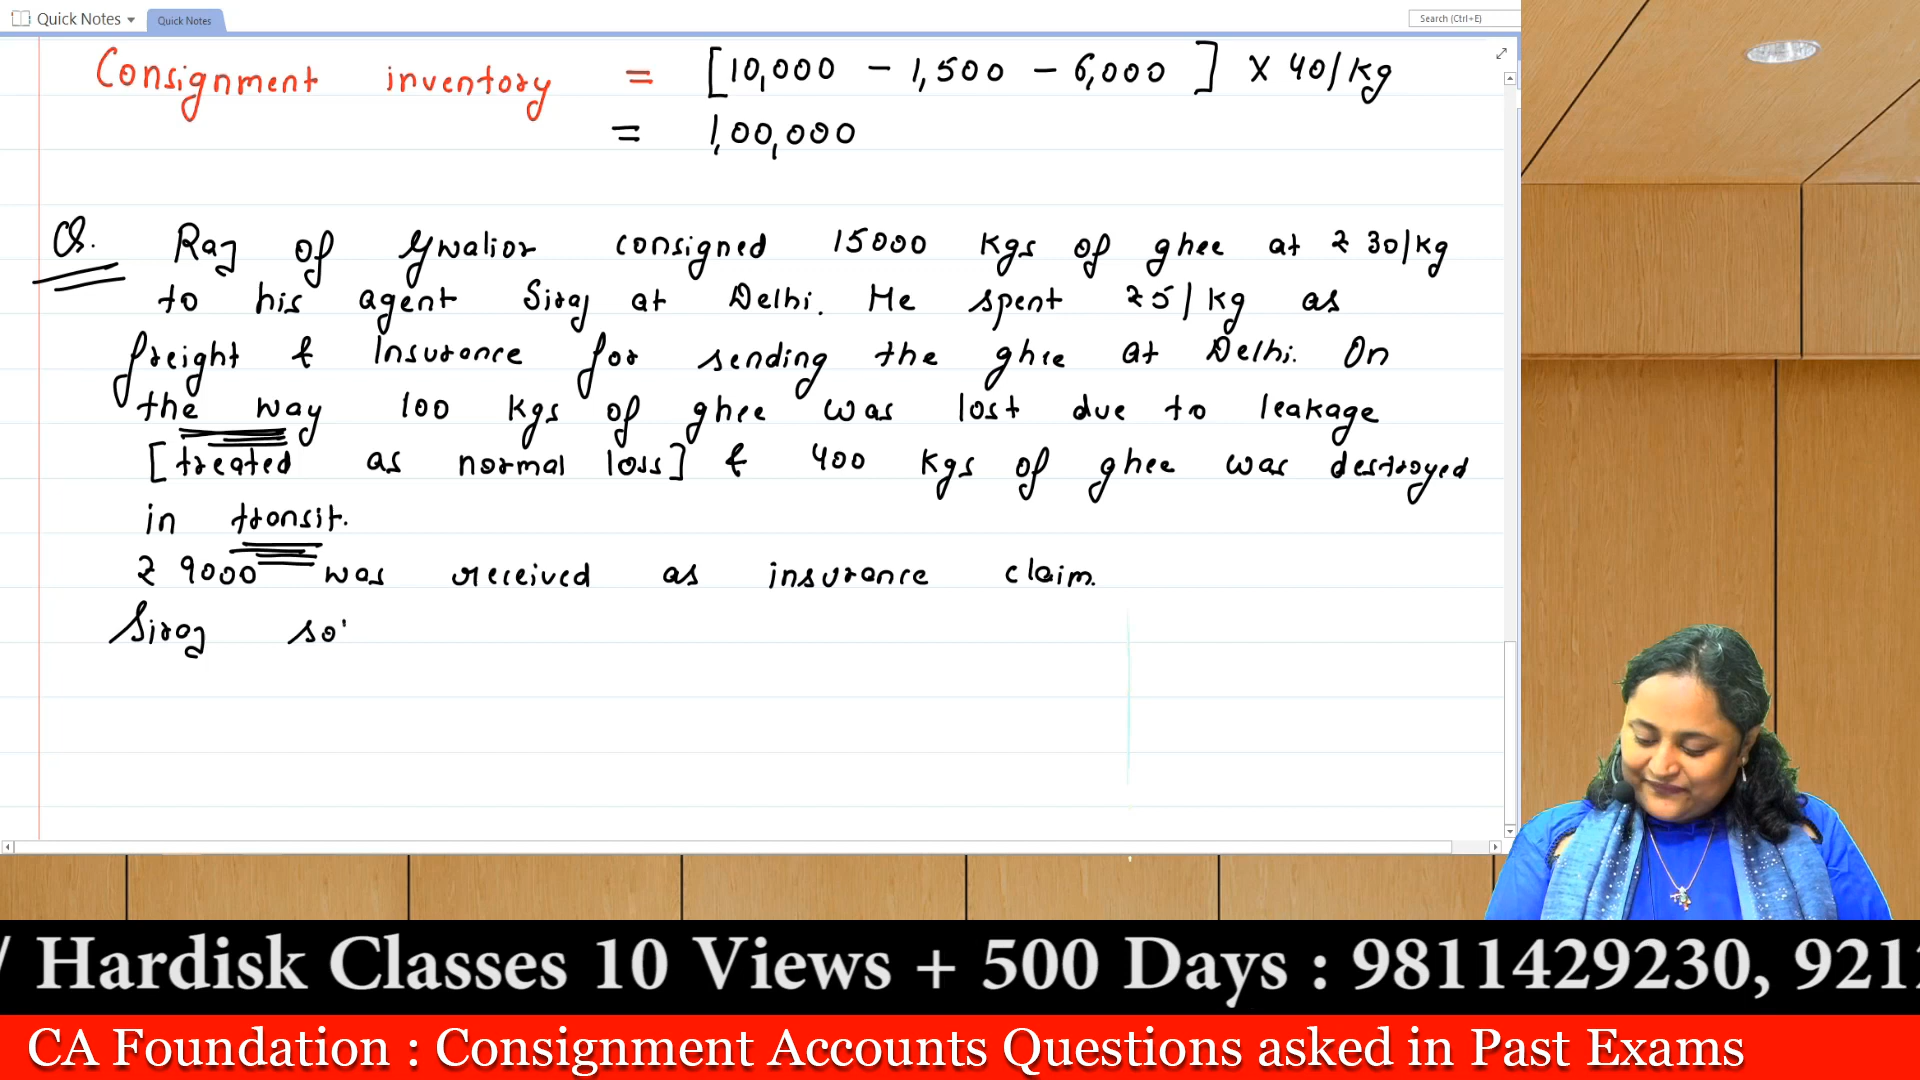 Quick Notes
Quick Notes
Search (Ctrl+E)
Consignment inventory = [10,000 - 1,500 - 6,000] X 40/kg
= 1,00,000
Q. Raj of Gwalior consigned 15000 kgs of ghee at ₹ 30/kg
to his agent Siraj at Delhi. He spent ₹5/kg as
freight & Insurance for sending the ghee at Delhi. On
the way 100 kgs of ghee was lost due to leakage
[treated as normal loss] & 400 kgs of ghee was destroyed
in transit.
₹ 9000 was received as insurance claim.
Siraj so
/ Hardisk Classes 10 Views + 500 Days : 9811429230, 921
CA Foundation : Consignment Accounts Questions asked in Past Exams